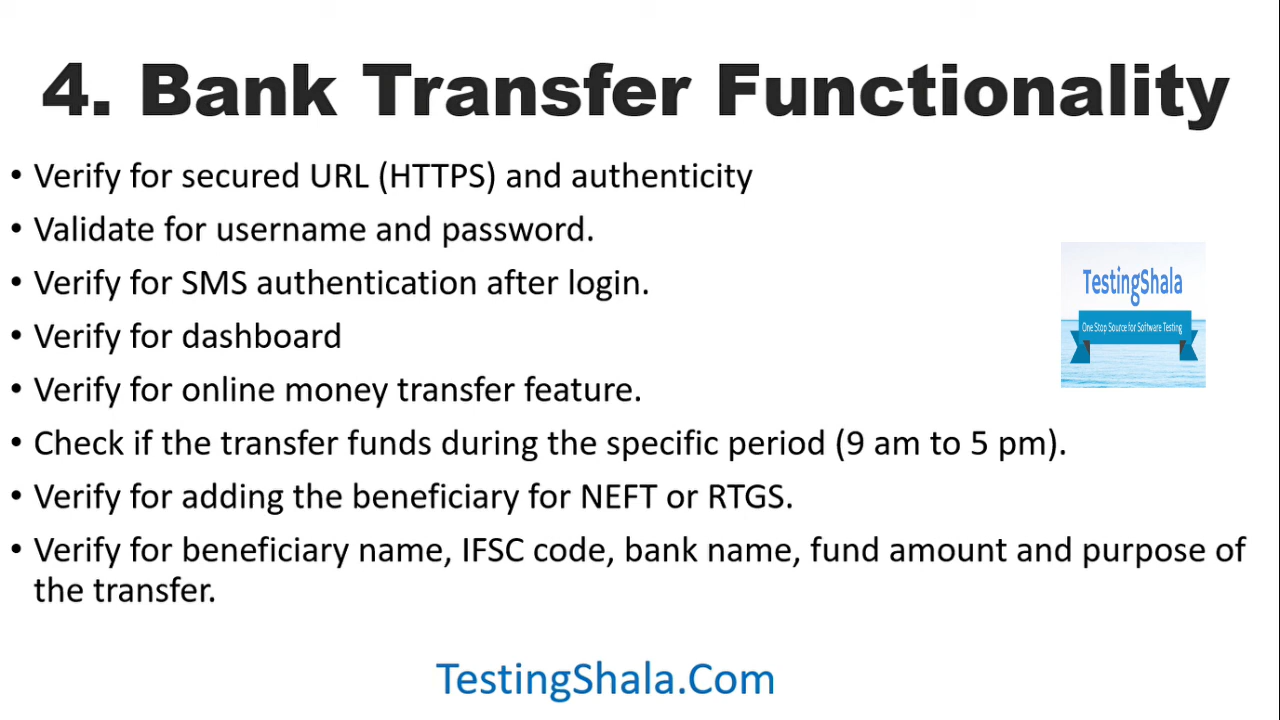 4. Bank Transfer Functionality
• Verify for secured URL (HTTPS) and authenticity
• Validate for username and password.
• Verify for SMS authentication after login.
• Verify for dashboard
• Verify for online money transfer feature.
• Check if the transfer funds during the specific period (9 am to 5 pm).
• Verify for adding the beneficiary for NEFT or RTGS.
• Verify for beneficiary name, IFSC code, bank name, fund amount and purpose of
the transfer.
TestingShala
One Stop Source for Software Testing
TestingShala.Com